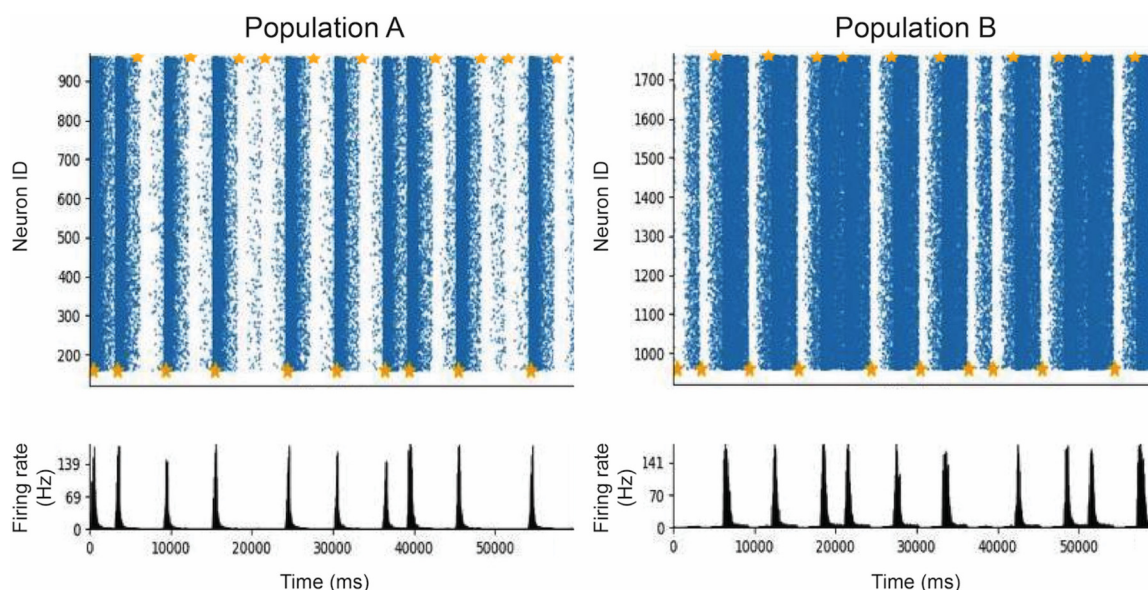 Population A
Population B
Neuron ID
900
800
700
600
500
400
300
200
Neuron ID
1700
1600
1500
1400
1300
1200
1100
1000
Firing rate
(Hz)
139
69
0
0 10000 20000 30000 40000 50000
Time (ms)
Firing rate
(Hz)
141
70
0
0 10000 20000 30000 40000 50000
Time (ms)